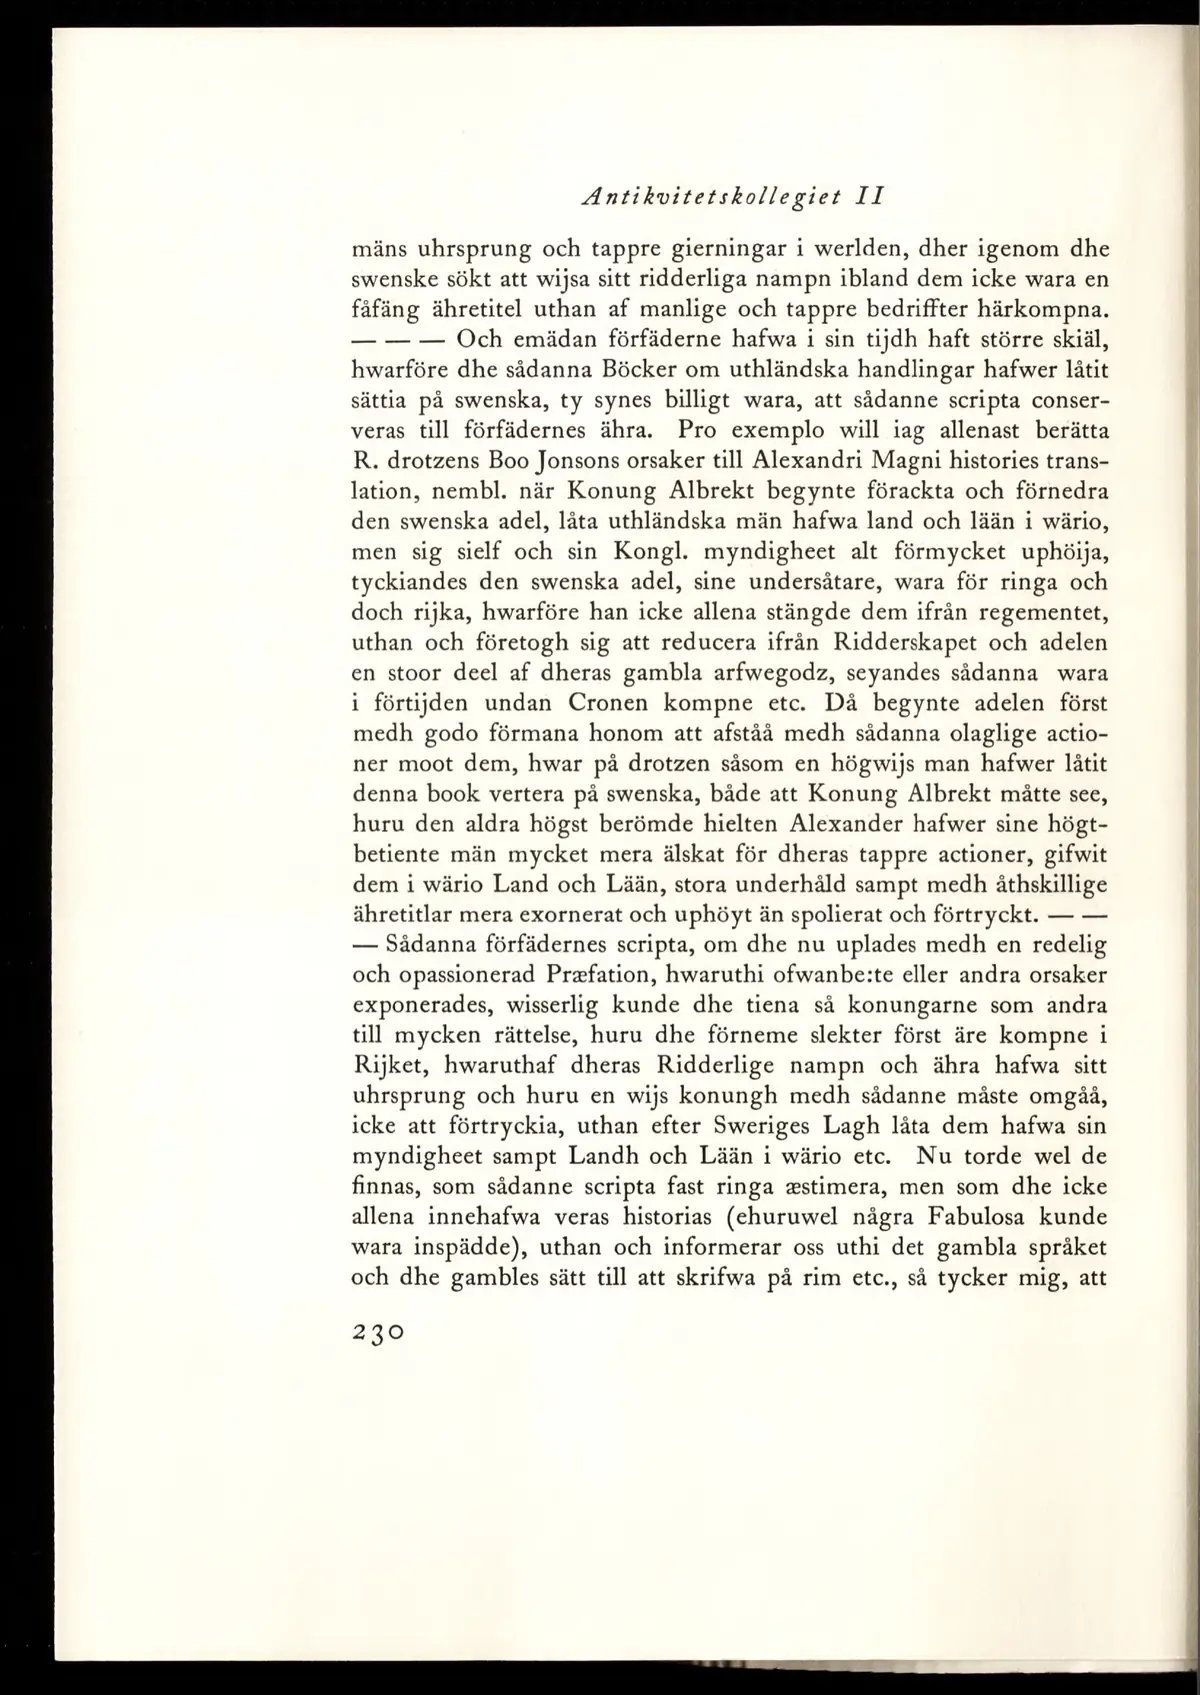 Antikvitetskollegiet II
mäns uhrsprung och tappre gierningar i werlden, dher igenom dhe
swenske sökt att wijsa sitt ridderliga nampn ibland dem icke wara en
fåfäng ähretitel uthan af manlige och tappre bedriffter härkompna.
— — — Och emädan förfäderne hafwa i sin tijdh haft större skiäl,
hwarföre dhe sådanna Böcker om uthländska handlingar hafwer låtit
sättia på swenska, ty synes billigt wara, att sådanne scripta conser-
veras till förfädernes ähra. Pro exemplo will iag allenast berätta
R. drotzens Boo Jonsons orsaker till Alexandri Magni histories trans-
lation, nembl. när Konung Albrekt begynte förackta och förnedra
den swenska adel, låta uthländska män hafwa land och lään i wärio,
men sig sielf och sin Kongl. myndigheet alt förmycket uphöija,
tyckiandes den swenska adel, sine undersåtare, wara för ringa och
doch rijka, hwarföre han icke allena stängde dem ifrån regementet,
uthan och företogh sig att reducera ifrån Ridderskapet och adelen
en stoor deel af dheras gambla arfwegodz, seyandes sådanna wara
i förtijden undan Cronen kompne etc. Då begynte adelen först
medh godo förmana honom att afståå medh sådanna olaglige actio-
ner moot dem, hwar på drotzen såsom en högwijs man hafwer låtit
denna book vertera på swenska, både att Konung Albrekt måtte see,
huru den aldra högst berömde hielten Alexander hafwer sine högt-
betiente män mycket mera älskat för dheras tappre actioner, gifwit
dem i wärio Land och Lään, stora underhåld sampt medh åthskillige
ähretitlar mera exornerat och uphöyt än spolierat och förtryckt. — —
— Sådanna förfädernes scripta, om dhe nu uplades medh en redelig
och opassionerad Præfation, hwaruthi ofwanbe:te eller andra orsaker
exponerades, wisserlig kunde dhe tiena så konungarne som andra
till mycken rättelse, huru dhe förneme slekter först äre kompne i
Rijket, hwaruthaf dheras Ridderlige nampn och ähra hafwa sitt
uhrsprung och huru en wijs konungh medh sådanne måste omgåå,
icke att förtryckia, uthan efter Sweriges Lagh låta dem hafwa sin
myndigheet sampt Landh och Lään i wärio etc. Nu torde wel de
finnas, som sådanne scripta fast ringa æstimera, men som dhe icke
allena innehafwa veras historias (ehuruwel några Fabulosa kunde
wara inspädde), uthan och informerar oss uthi det gambla språket
och dhe gambles sätt till att skrifwa på rim etc., så tycker mig, att
230